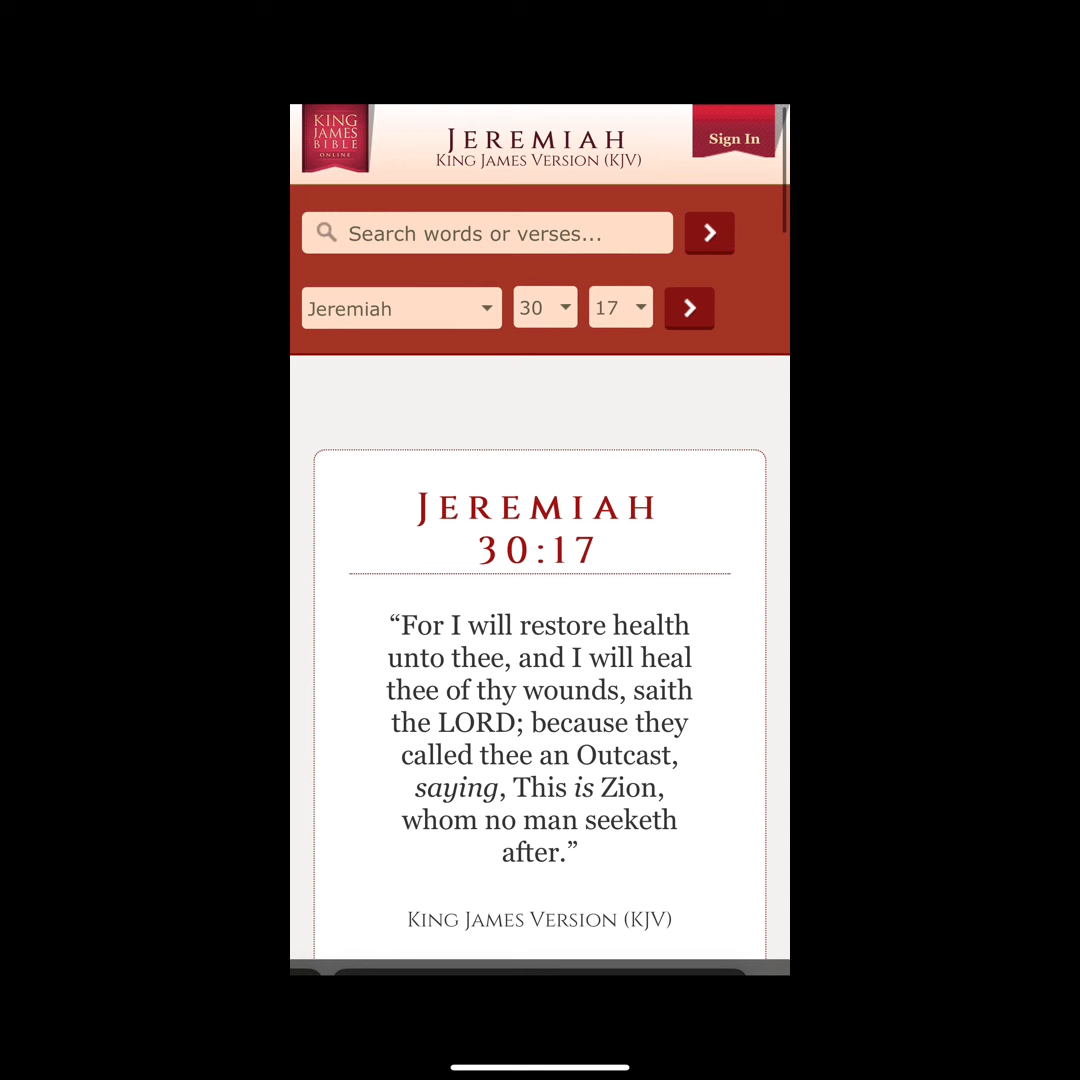 KING
JAMES
BIBLE
ONLINE
JEREMIAH
KING JAMES VERSION (KJV)
Sign In
Search words or verses...
Jeremiah 30 17
JEREMIAH
30:17
“For I will restore health
unto thee, and I will heal
thee of thy wounds, saith
the LORD; because they
called thee an Outcast,
saying, This is Zion,
whom no man seeketh
after.”
KING JAMES VERSION (KJV)